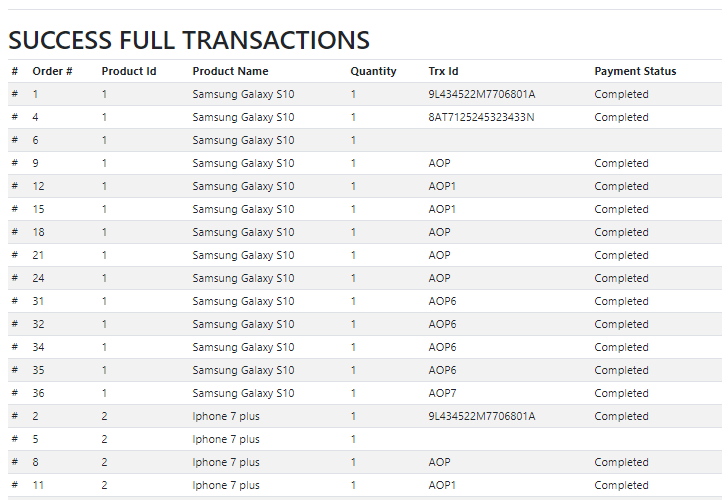 SUCCESS FULL TRANSACTIONS
# Order # Product Id Product Name Quantity Trx Id Payment Status
# 1 1 Samsung Galaxy S10 1 9L434522M7706801A Completed
# 4 1 Samsung Galaxy S10 1 8AT7125245323433N Completed
# 6 1 Samsung Galaxy S10 1
# 9 1 Samsung Galaxy S10 1 AOP Completed
# 12 1 Samsung Galaxy S10 1 AOP1 Completed
# 15 1 Samsung Galaxy S10 1 AOP1 Completed
# 18 1 Samsung Galaxy S10 1 AOP Completed
# 21 1 Samsung Galaxy S10 1 AOP Completed
# 24 1 Samsung Galaxy S10 1 AOP Completed
# 31 1 Samsung Galaxy S10 1 AOP6 Completed
# 32 1 Samsung Galaxy S10 1 AOP6 Completed
# 34 1 Samsung Galaxy S10 1 AOP6 Completed
# 35 1 Samsung Galaxy S10 1 AOP6 Completed
# 36 1 Samsung Galaxy S10 1 AOP7 Completed
# 2 2 Iphone 7 plus 1 9L434522M7706801A Completed
# 5 2 Iphone 7 plus 1
# 8 2 Iphone 7 plus 1 AOP Completed
# 11 2 Iphone 7 plus 1 AOP1 Completed